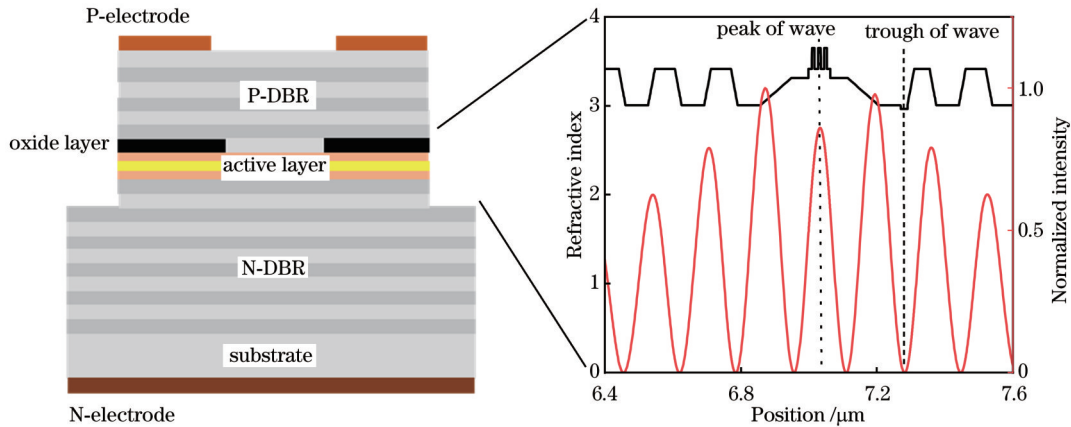 P-electrode
P-DBR
oxide layer
active layer
N-DBR
substrate
N-electrode
4
3
2
1
0
Refractive index
peak of wave
trough of wave
1.0
0.5
0
Normalized intensity
6.4
6.8
7.2
7.6
Position /μm